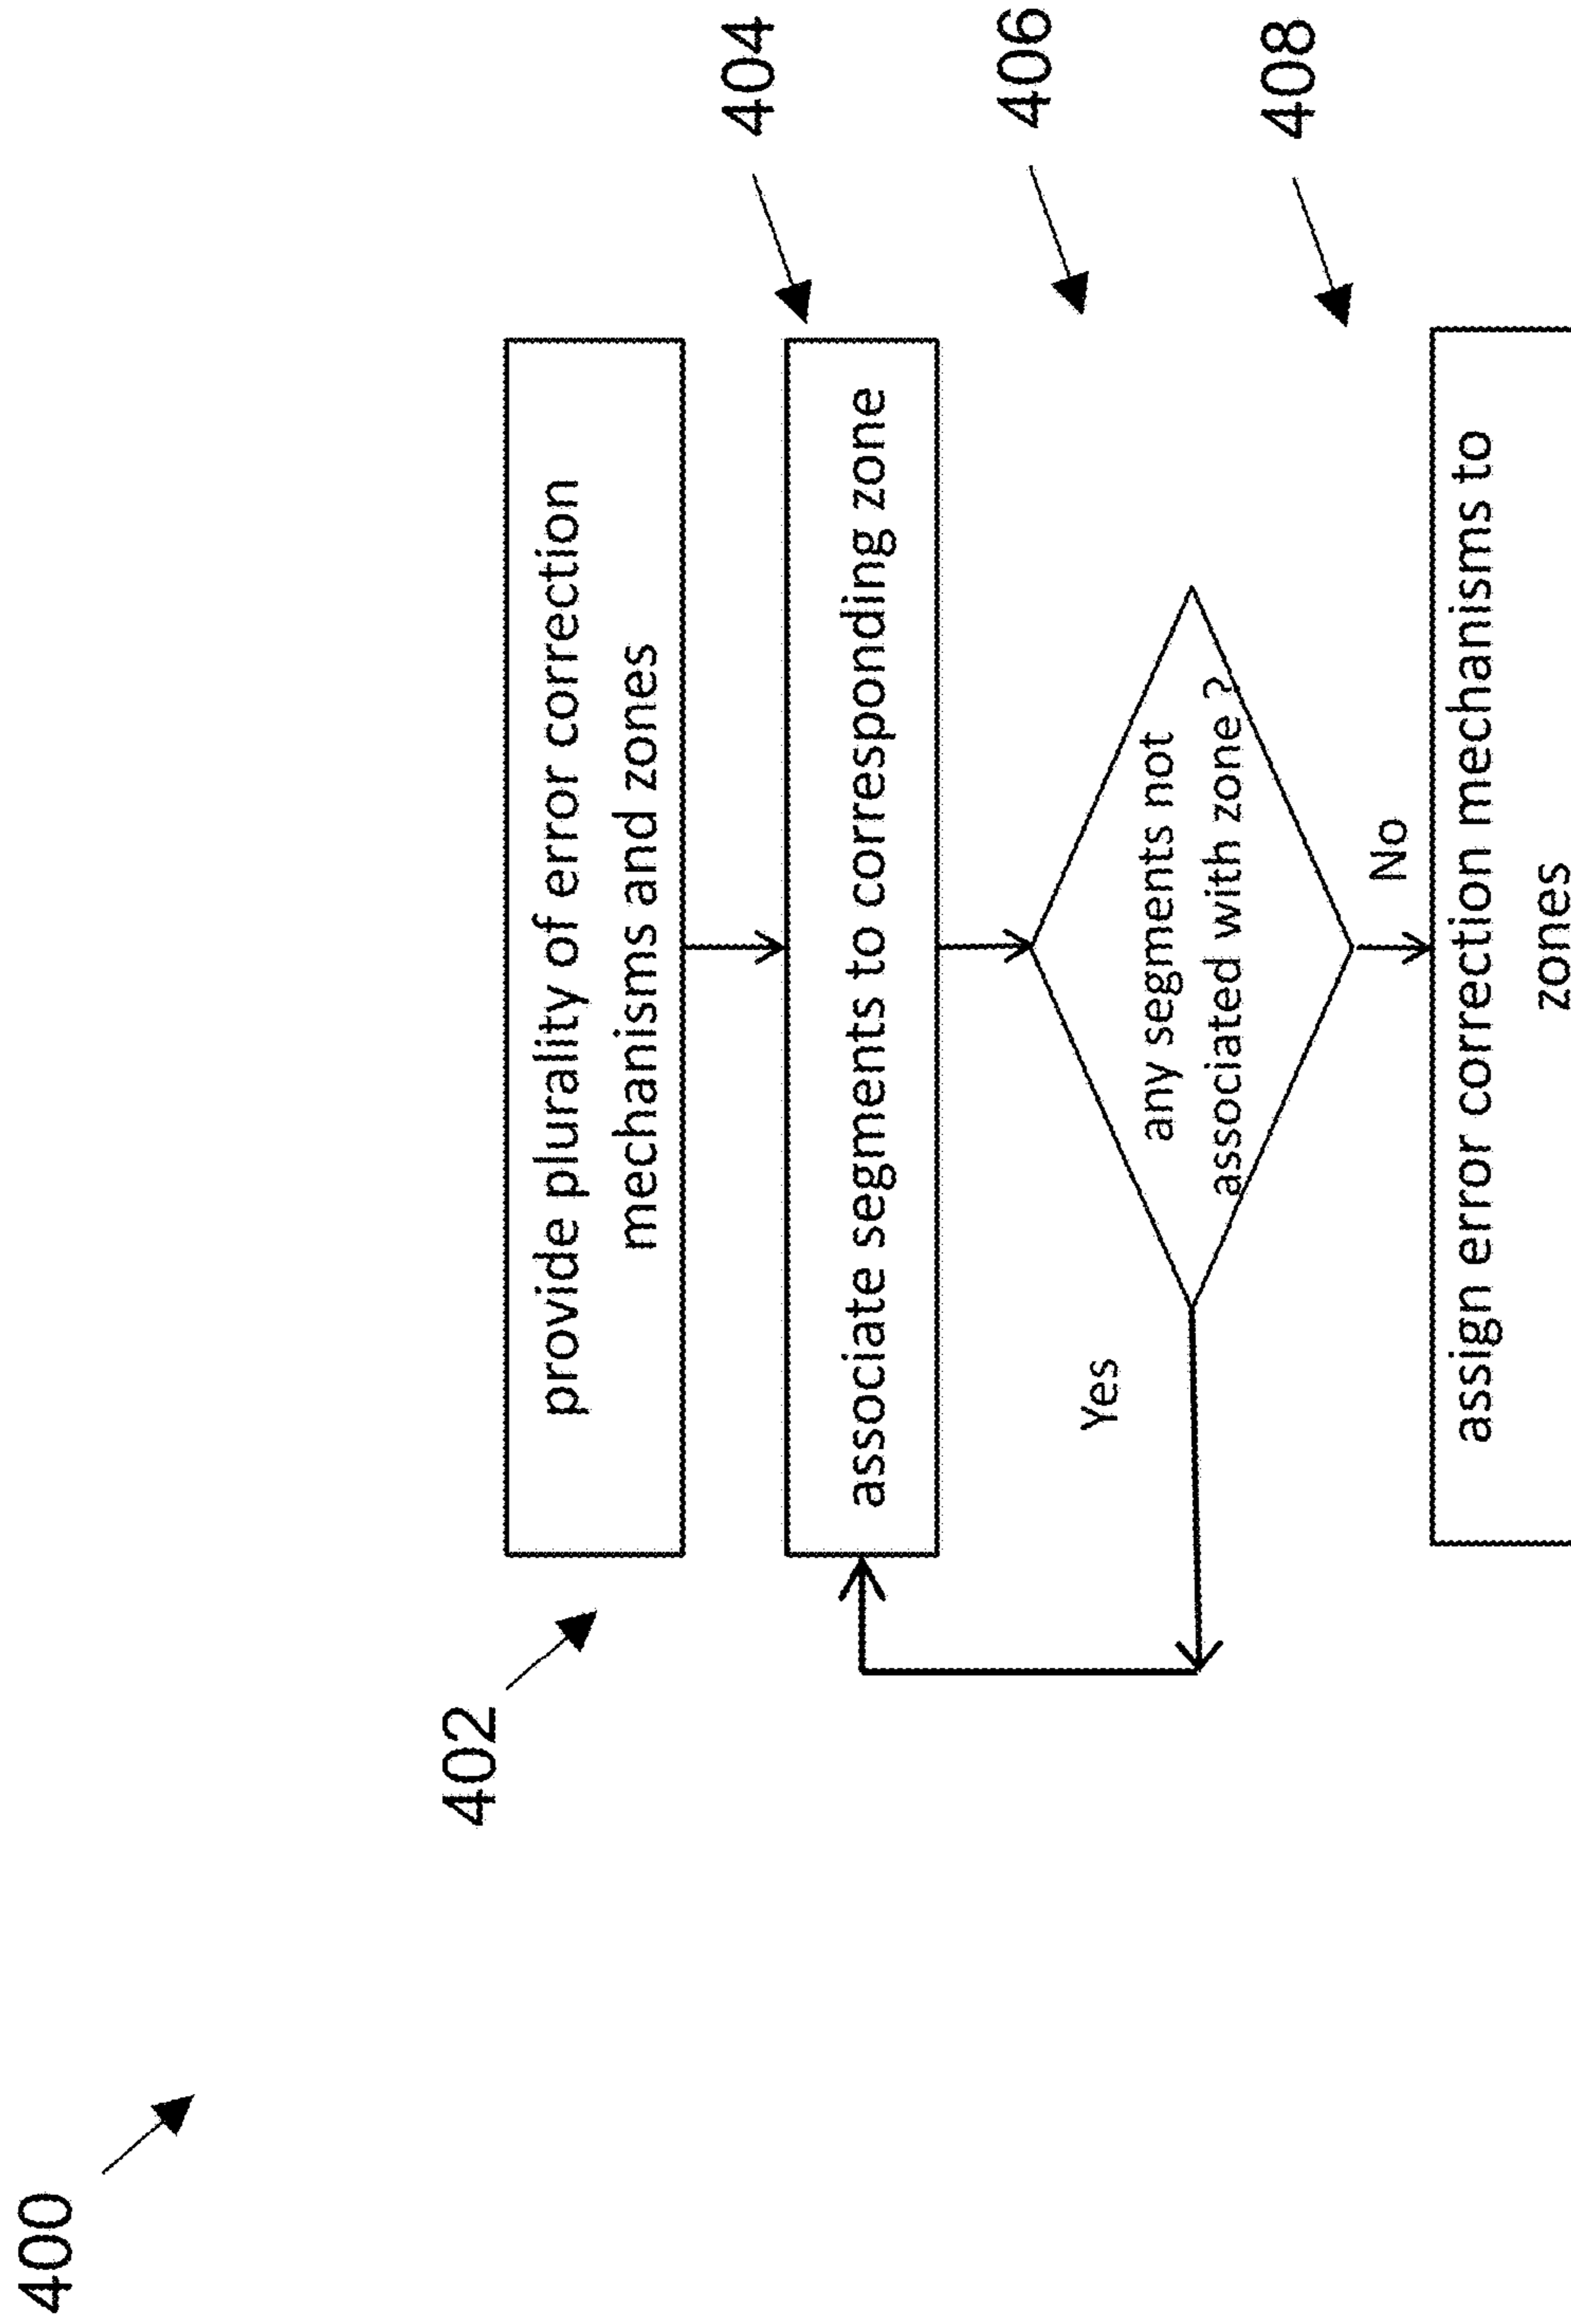 400
402
provide plurality of error correction
mechanisms and zones
404
associate segments to corresponding zone
406
any segments not
associated with zone ?
Yes
No
408
assign error correction mechanisms to
zones